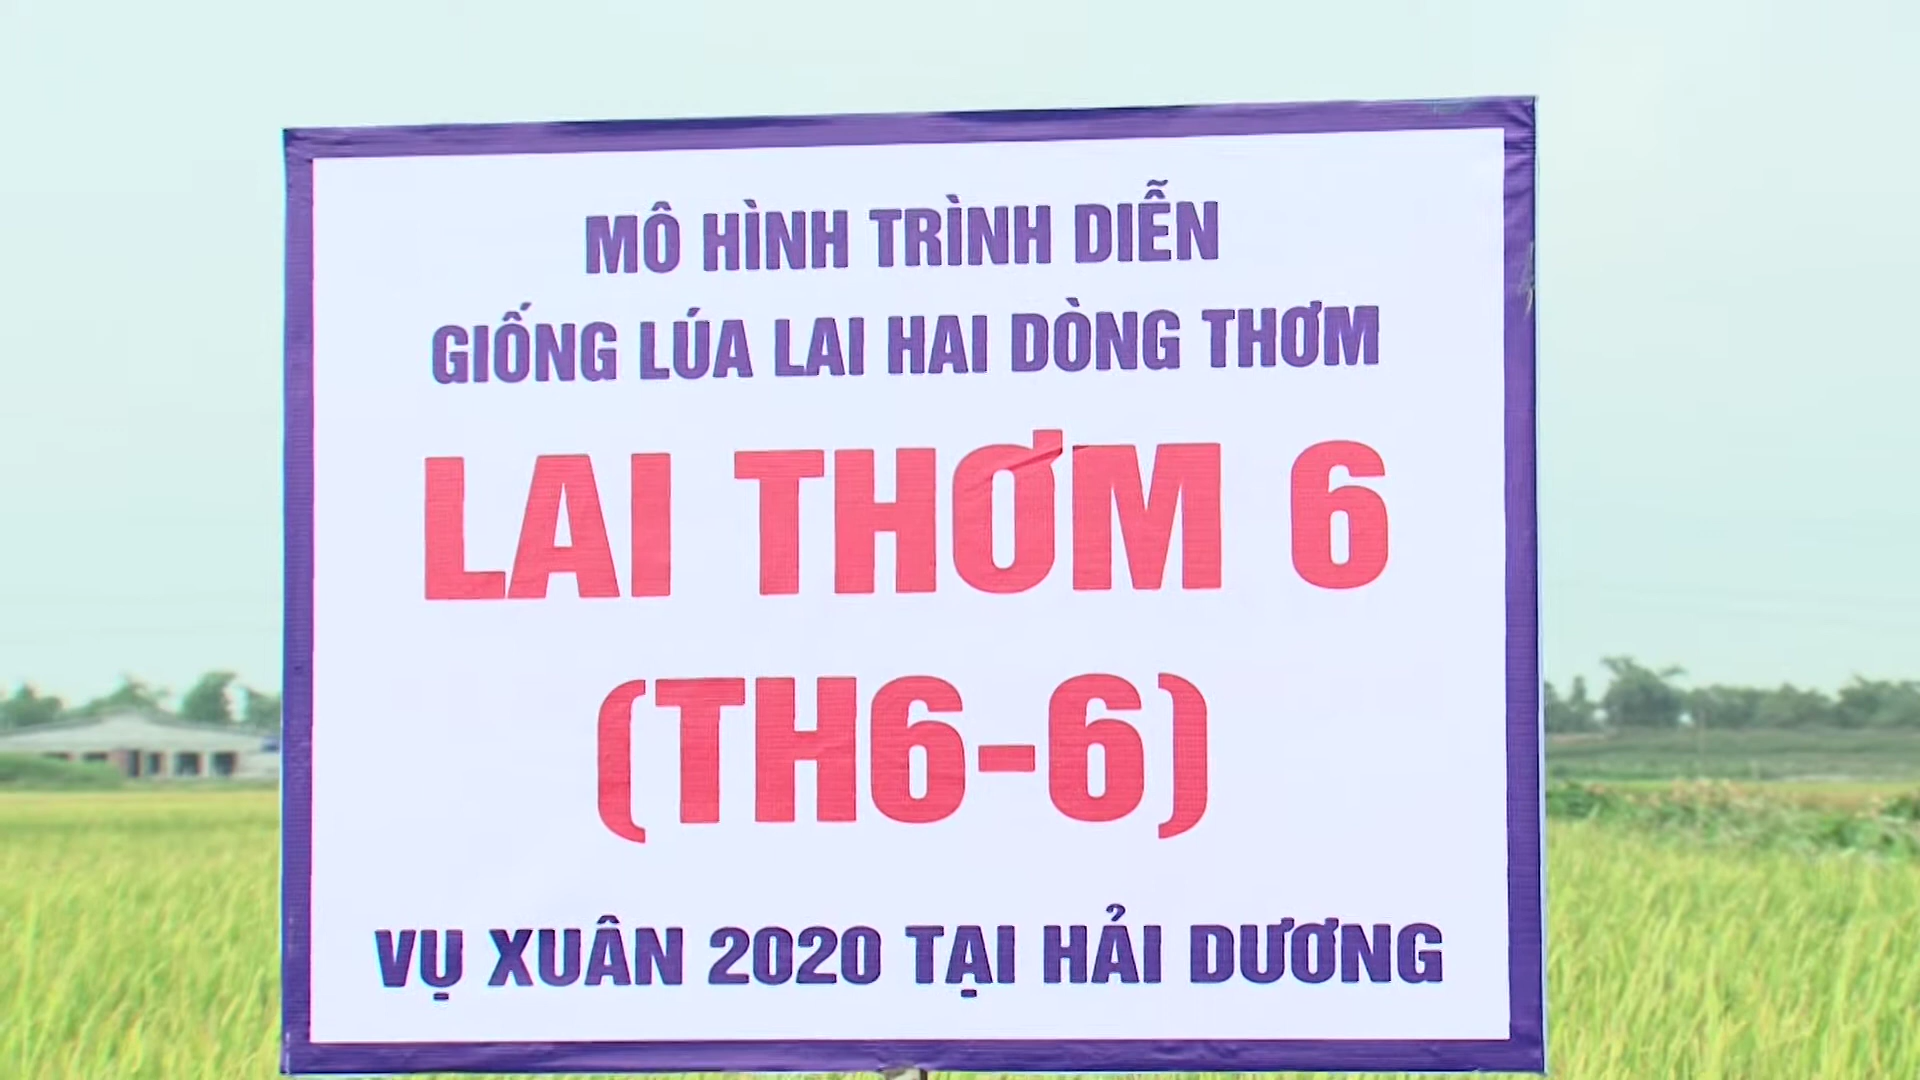 MÔ HÌNH TRÌNH DIỄN
GIỐNG LÚA LAI HAI DÒNG THƠM
LAI THƠM 6
(TH6-6)
VỤ XUÂN 2020 TẠI HẢI DƯƠNG